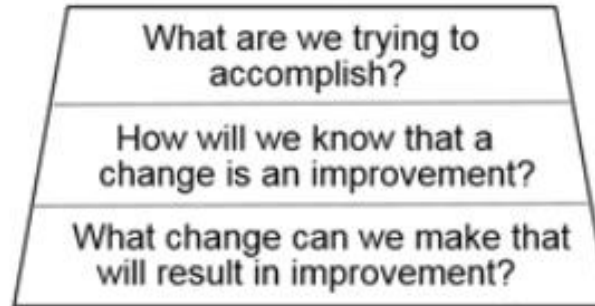 What are we trying to
accomplish?
How will we know that a
change is an improvement?
What change can we make that
will result in improvement?